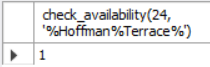 check_availability(24,
'%Hoffman%Terrace%')
1